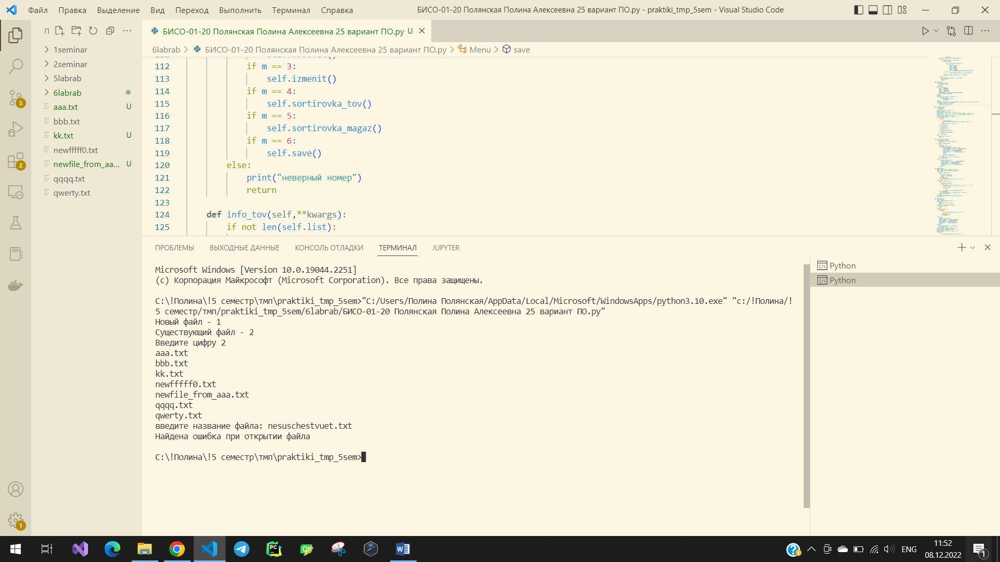 Файл Правка Выделение Вид Переход Выполнить Терминал Справка БИСО-01-20 Полянская Полина Алексеевна 25 вариант ПО.py - praktiki_tmp_5sem - Visual Studio Code
П
БИСО-01-20 Полянская Полина Алексеевна 25 вариант ПО.py U
6labrab > БИСО-01-20 Полянская Полина Алексеевна 25 вариант ПО.py > Menu > save
1seminar
2seminar
5labrab
6labrab
aaa.txt U
bbb.txt
kk.txt U
newfffff0.txt
newfile_from_aa... U
qqqq.txt
qwerty.txt
5
2
1
112 if m == 3:
113 self.izmenit()
114 if m == 4:
115 self.sortirovka_tov()
116 if m == 5:
117 self.sortirovka_magaz()
118 if m == 6:
119 self.save()
120 else:
121 print("неверный номер")
122 return
123
124 def info_tov(self,**kwargs):
125 if not len(self.list):
ПРОБЛЕМЫ ВЫХОДНЫЕ ДАННЫЕ КОНСОЛЬ ОТЛАДКИ ТЕРМИНАЛ JUPYTER
Microsoft Windows [Version 10.0.19044.2251]
(c) Корпорация Майкрософт (Microsoft Corporation). Все права защищены.
C:\!Полина\!5 семестр\тмп\praktiki_tmp_5sem>"C:/Users/Полина Полянская/AppData/Local/Microsoft/WindowsApps/python3.10.exe" "c:/!Полина/!
5 семестр/тмп/praktiki_tmp_5sem/6labrab/БИСО-01-20 Полянская Полина Алексеевна 25 вариант ПО.py"
Новый файл - 1
Существующий файл - 2
Введите цифру 2
aaa.txt
bbb.txt
kk.txt
newfffff0.txt
newfile_from_aaa.txt
qqqq.txt
qwerty.txt
введите название файла: nesuschestvuet.txt
Найдена ошибка при открытии файла
C:\!Полина\!5 семестр\тмп\praktiki_tmp_5sem>
Python
Python
ENG
11:52
08.12.2022
1